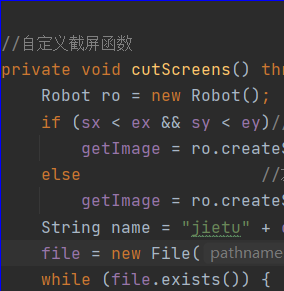 //自定义截屏函数
private void cutScreens() th
Robot ro = new Robot();
if (sx < ex && sy < ey)//
getImage = ro.createS
else //
getImage = ro.createS
String name = "jietu" +
file = new File( pathname
while (file.exists()) {